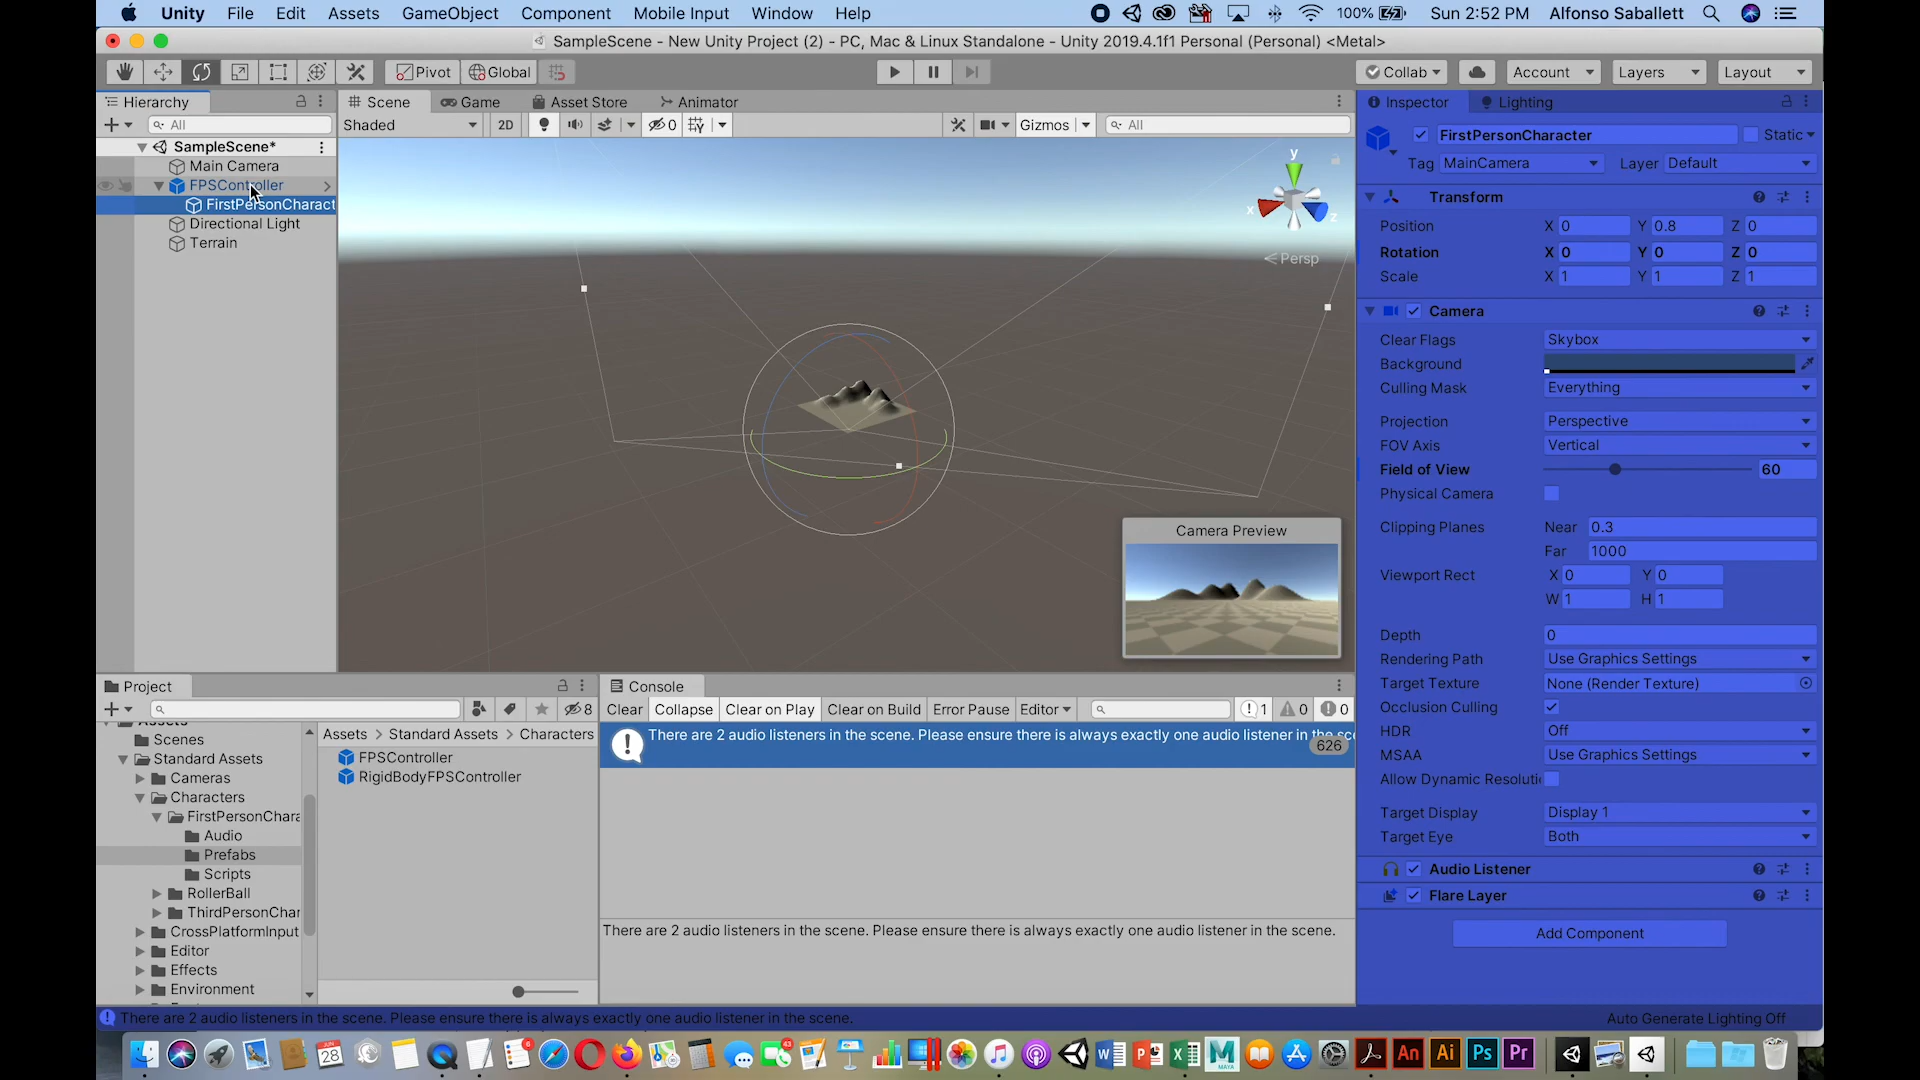 Unity File Edit Assets GameObject Component Mobile Input Window Help 100% Sun 2:52 PM Alfonso Saballett
SampleScene - New Unity Project (2) - PC, Mac & Linux Standalone - Unity 2019.4.1f1 Personal (Personal) <Metal>
Pivot Global Collab Account Layers Layout
Hierarchy
All
SampleScene*
Main Camera
FPSController
FirstPersonCharact
Directional Light
Terrain
Scene Game Asset Store Animator
Shaded 2D 0 Gizmos All
y
x
z
Persp
Camera Preview
Inspector Lighting
FirstPersonCharacter Static
Tag MainCamera Layer Default
Transform
Position X 0 Y 0.8 Z 0
Rotation X 0 Y 0 Z 0
Scale X 1 Y 1 Z 1
Camera
Clear Flags Skybox
Background
Culling Mask Everything
Projection Perspective
FOV Axis Vertical
Field of View 60
Physical Camera
Clipping Planes Near 0.3
Far 1000
Viewport Rect X 0 Y 0
W 1 H 1
Depth 0
Rendering Path Use Graphics Settings
Target Texture None (Render Texture)
Occlusion Culling
HDR Off
MSAA Use Graphics Settings
Allow Dynamic Resoluti
Target Display Display 1
Target Eye Both
Audio Listener
Flare Layer
Add Component
Project
8
Assets
Scenes
Standard Assets
Cameras
Characters
FirstPersonChara
Audio
Prefabs
Scripts
RollerBall
ThirdPersonChar
CrossPlatformInput
Editor
Effects
Environment
Assets > Standard Assets > Characters
FPSController
RigidBodyFPSController
Console
Clear Collapse Clear on Play Clear on Build Error Pause Editor 1 0 0
There are 2 audio listeners in the scene. Please ensure there is always exactly one audio listener in the sce
626
There are 2 audio listeners in the scene. Please ensure there is always exactly one audio listener in the scene.
There are 2 audio listeners in the scene. Please ensure there is always exactly one audio listener in the scene. Auto Generate Lighting Off
JUN
28
6
43
W P X M
MAYA
An Ai Ps Pr